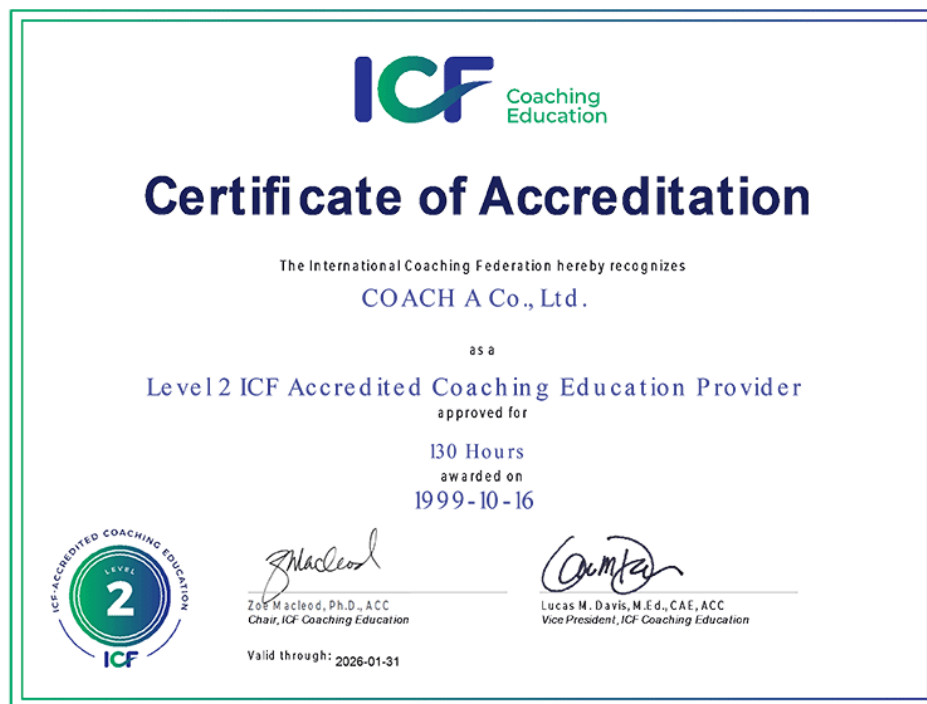 ICF
Coaching
Education
Certificate of Accreditation
The International Coaching Federation hereby recognizes
COACH A Co., Ltd.
as a
Level 2 ICF Accredited Coaching Education Provider
approved for
130 Hours
awarded on
1999-10-16
ICF-ACCREDITED COACHING EDUCATION
LEVEL
2
ICF
Zoe Macleod, Ph.D., ACC
Chair, ICF Coaching Education
Lucas M. Davis, M.Ed., CAE, ACC
Vice President, ICF Coaching Education
Valid through: 2026-01-31